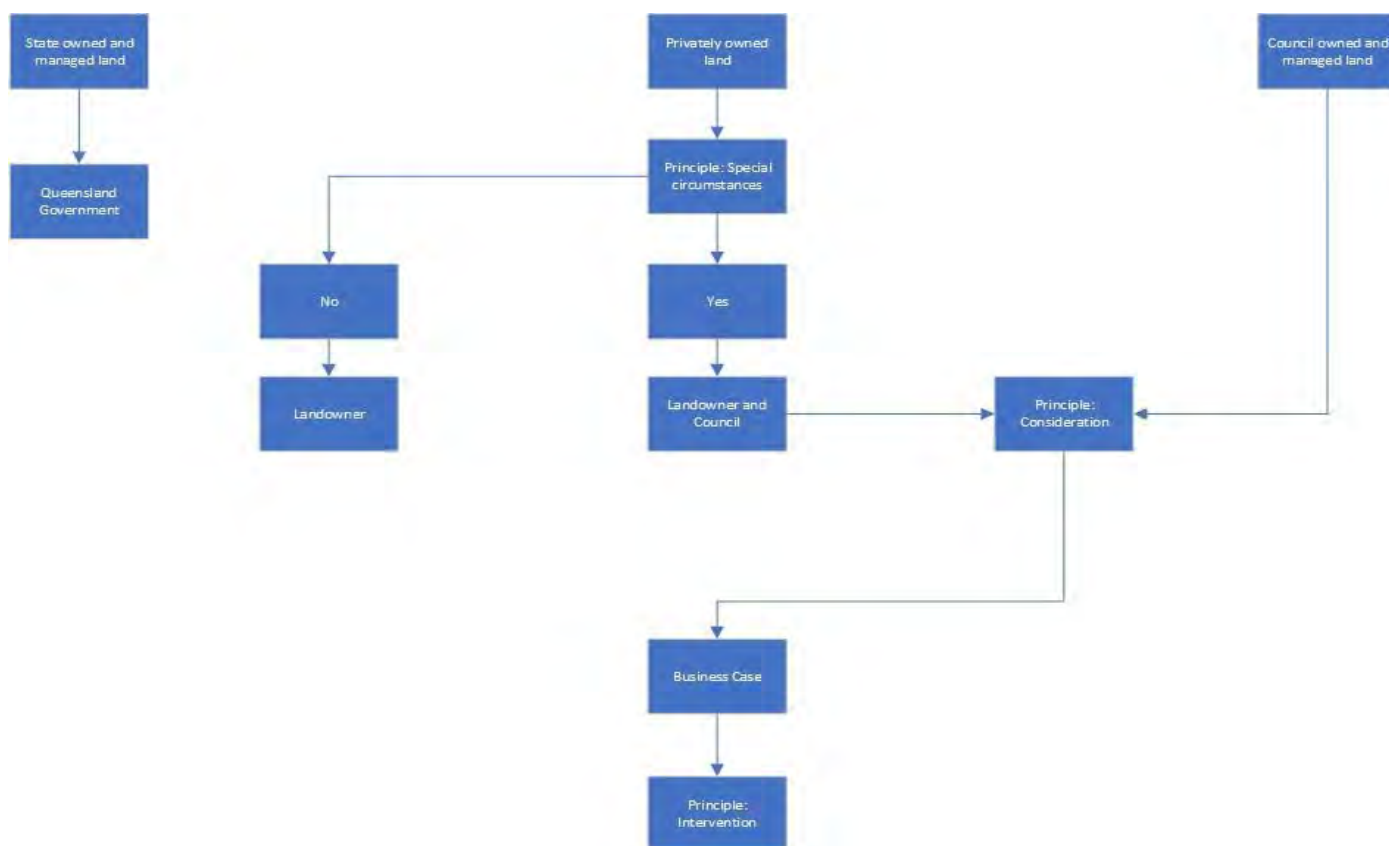 State owned and
managed land
Privately owned
land
Council owned and
managed land
Queensland
Government
Principle: Special
circumstances
No
Yes
Landowner
Landowner and
Council
Principle:
Consideration
Business Case
Principle:
Intervention